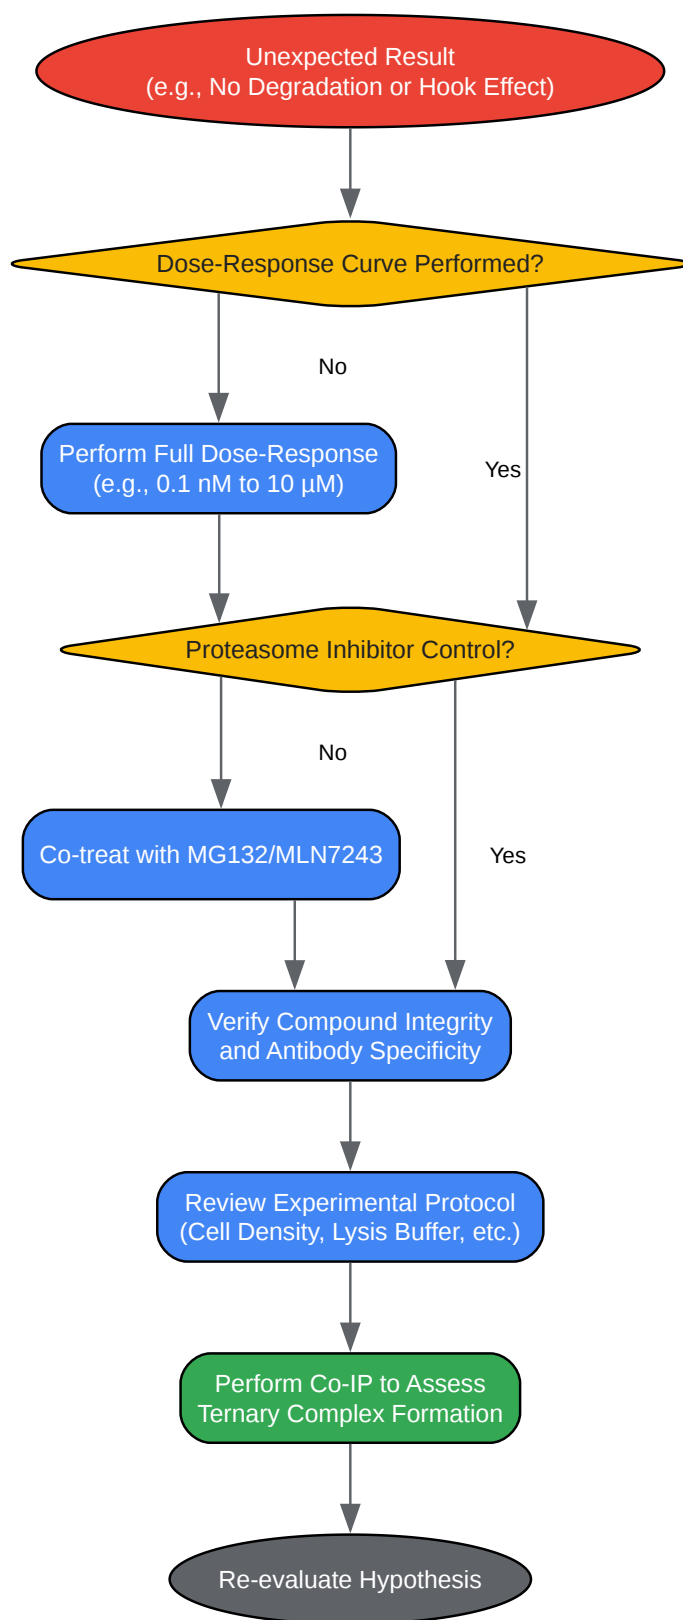 Unexpected Result
(e.g., No Degradation or Hook Effect)
Dose-Response Curve Performed?
No
Perform Full Dose-Response
(e.g., 0.1 nM to 10 µM)
Yes
Proteasome Inhibitor Control?
No
Co-treat with MG132/MLN7243
Yes
Verify Compound Integrity
and Antibody Specificity
Review Experimental Protocol
(Cell Density, Lysis Buffer, etc.)
Perform Co-IP to Assess
Ternary Complex Formation
Re-evaluate Hypothesis